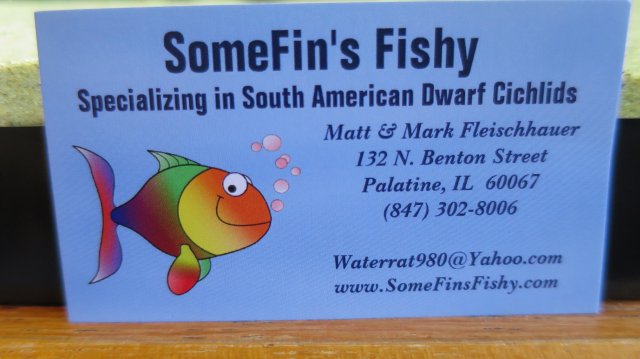 SomeFin's Fishy
Specializing in South American Dwarf Cichlids
Matt & Mark Fleischhauer
132 N. Benton Street
Palatine, IL 60067
(847) 302-8006
Waterrat980@Yahoo.com
www.SomeFinsFishy.com